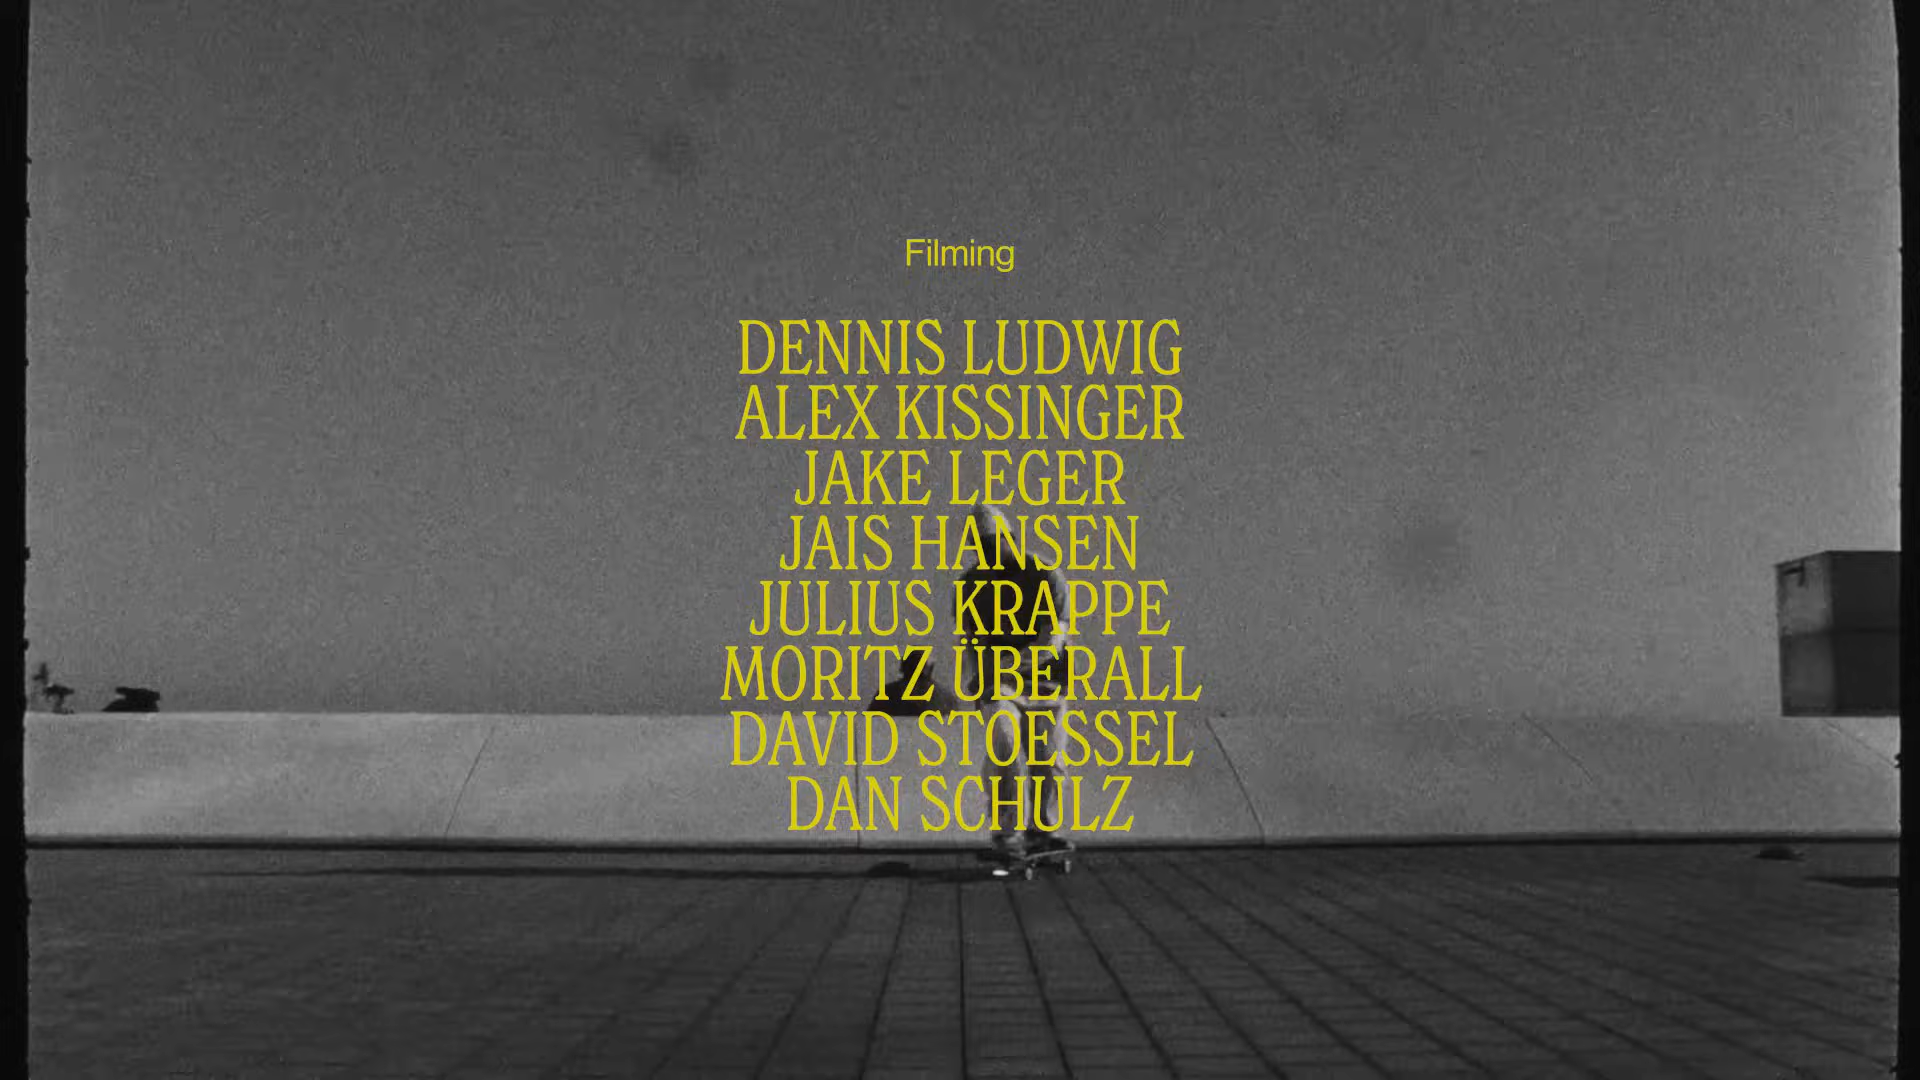 Filming
DENNIS LUDWIG
ALEX KISSINGER
JAKE LEGER
JAIS HANSEN
JULIUS KRAPPE
MORITZ ÜBERALL
DAVID STOESSEL
DAN SCHULZ